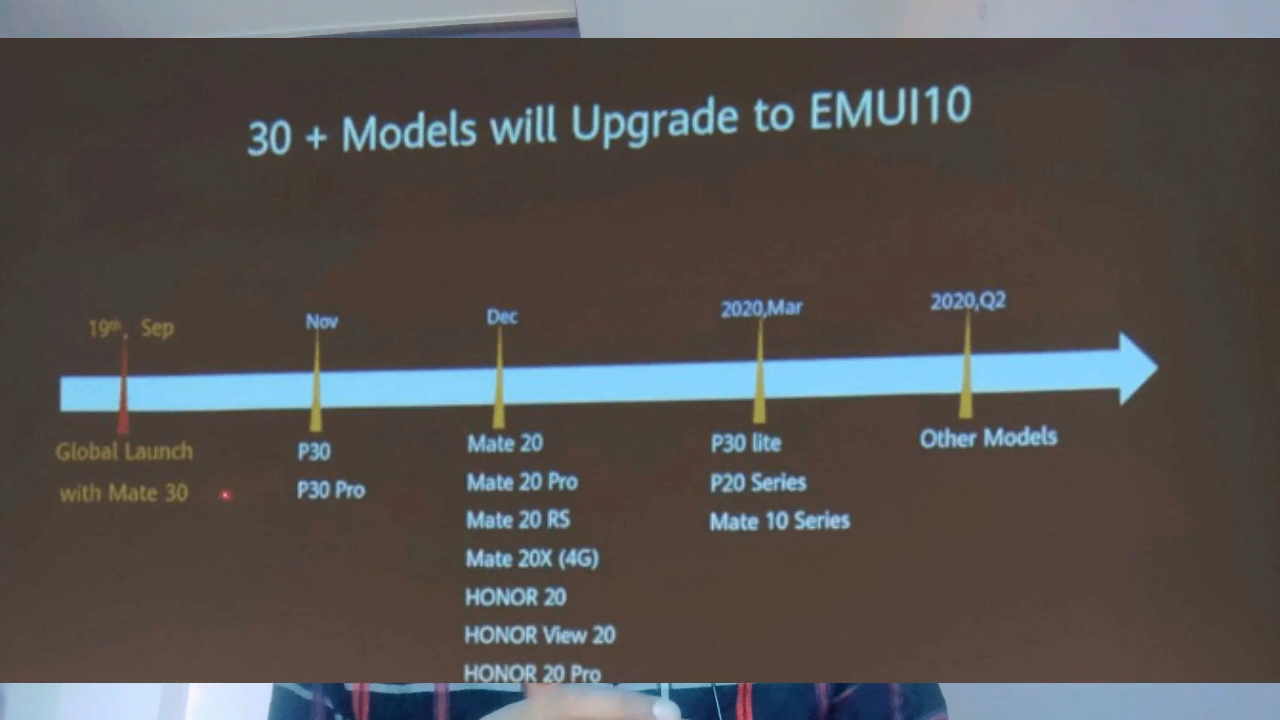 30 + Models will Upgrade to EMUI10
19th, Sep
Nov
Dec
2020,Mar
2020,Q2
Global Launch
with Mate 30
P30
P30 Pro
Mate 20
Mate 20 Pro
Mate 20 RS
Mate 20X (4G)
HONOR 20
HONOR View 20
HONOR 20 Pro
P30 lite
P20 Series
Mate 10 Series
Other Models